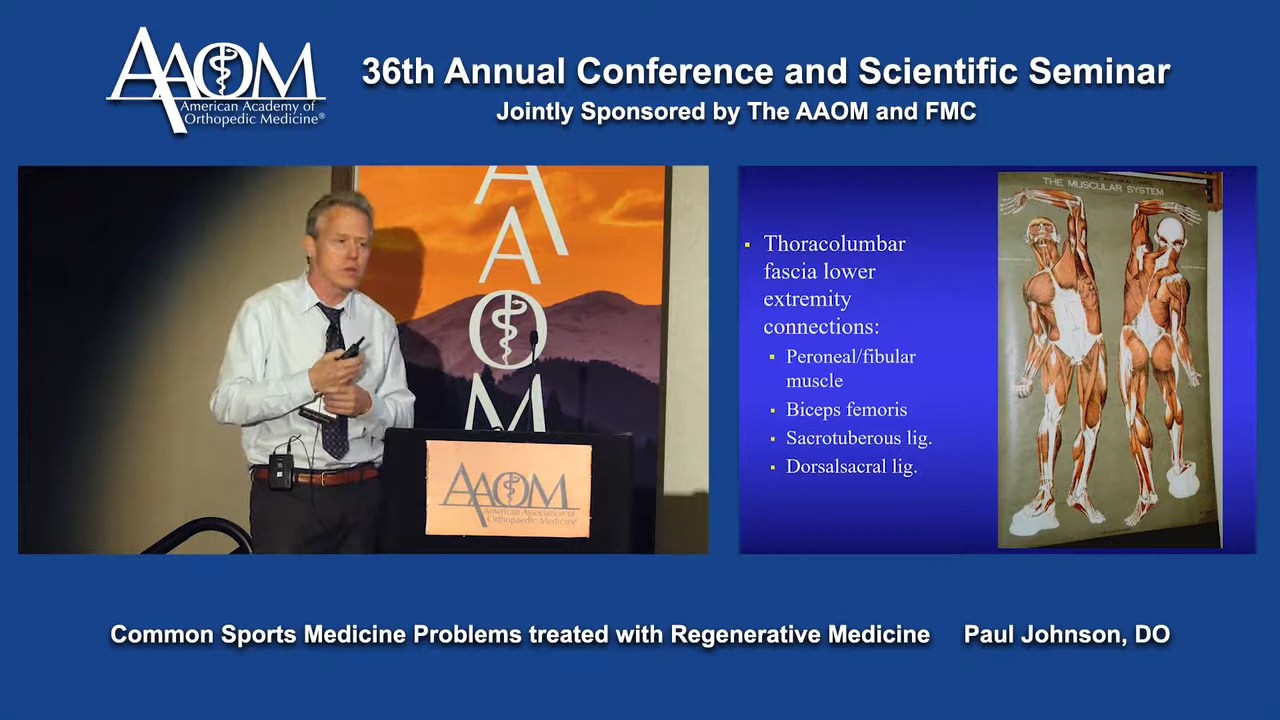 AAOM
American Academy of
Orthopedic Medicine®
36th Annual Conference and Scientific Seminar
Jointly Sponsored by The AAOM and FMC
A
A
O
M
AAOM
American Association of
Orthopaedic Medicine
▪ Thoracolumbar
fascia lower
extremity
connections:
▪ Peroneal/fibular
muscle
▪ Biceps femoris
▪ Sacrotuberous lig.
▪ Dorsalsacral lig.
THE MUSCULAR SYSTEM
Common Sports Medicine Problems treated with Regenerative Medicine Paul Johnson, DO